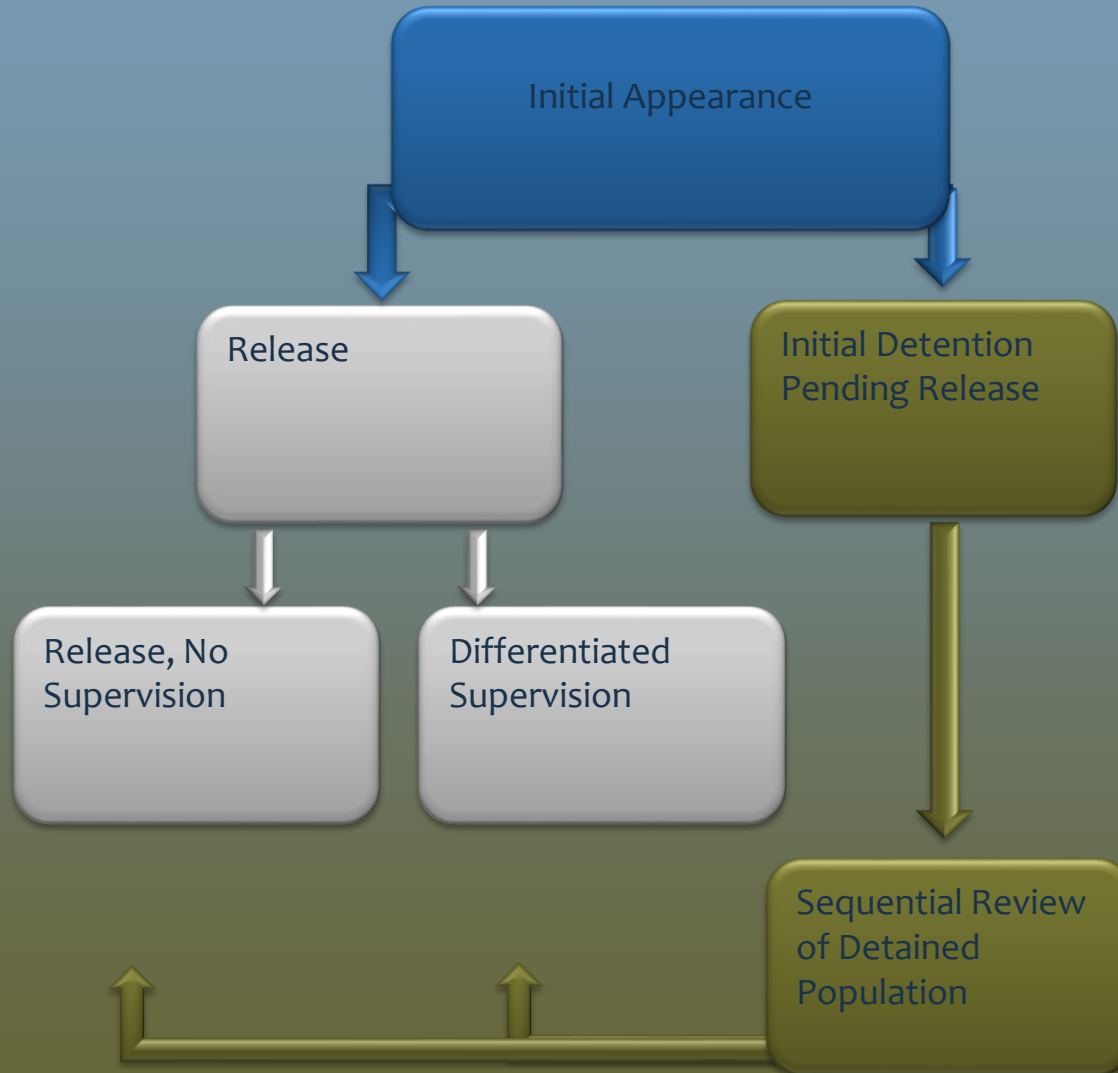 Initial Appearance
Release
Initial Detention
Pending Release
Release, No
Supervision
Differentiated
Supervision
Sequential Review
of Detained
Population